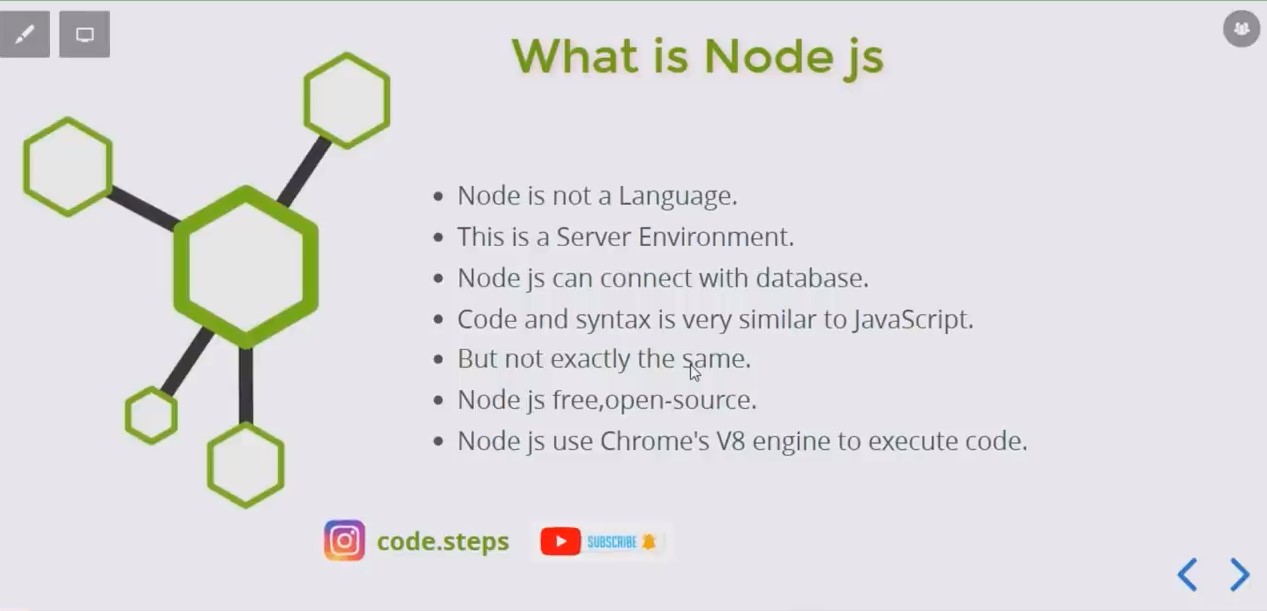 What is Node js
Node is not a Language.
This is a Server Environment.
Node js can connect with database.
Code and syntax is very similar to JavaScript.
But not exactly the same.
Node js free,open-source.
Node js use Chrome's V8 engine to execute code.
code.steps
SUBSCRIBE